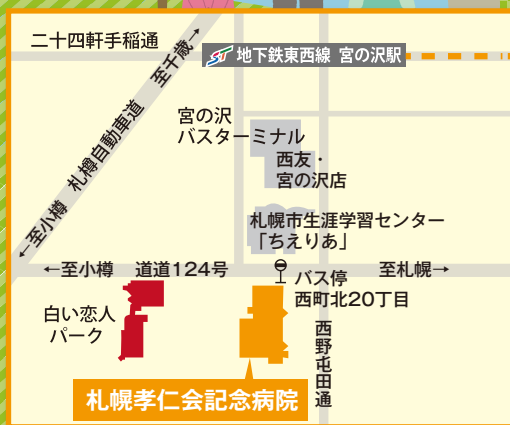 二十四軒手稲通
ST 地下鉄東西線 宮の沢駅
至千歳→
札樽自動車道
←至小樽
宮の沢
バスターミナル
西友・
宮の沢店
札幌市生涯学習センター
「ちえりあ」
←至小樽 道道124号
至札幌→
バス停
西町北20丁目
白い恋人
パーク
西野屯田通
札幌孝仁会記念病院